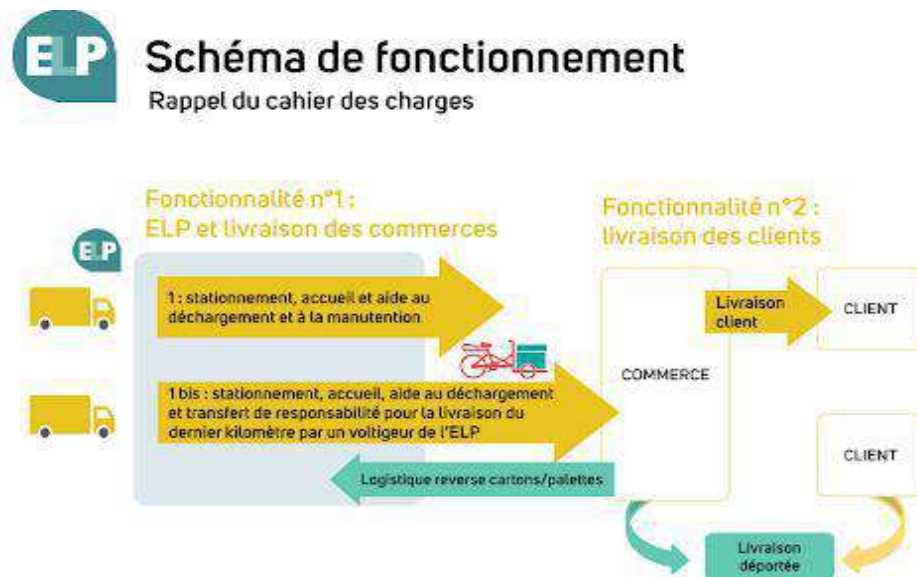 ELP
Schéma de fonctionnement
Rappel du cahier des charges
Fonctionnalité n°1 :
ELP et livraison des commerces
Fonctionnalité n°2 :
livraison des clients
ELP
1 : stationnement, accueil et aide au
déchargement et à la manutention
Livraison
client
CLIENT
COMMERCE
1 bis : stationnement, accueil, aide au déchargement
et transfert de responsabilité pour la livraison du
dernier kilomètre par un voltigeur de l'ELP
CLIENT
Logistique reverse cartons/palettes
Livraison
déportée